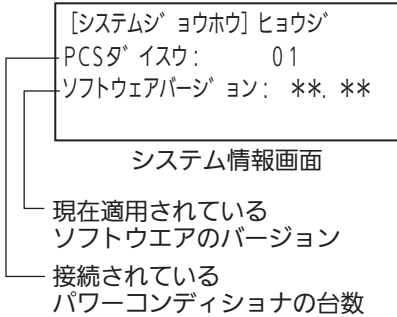 [システムジョウホウ]ヒョウジ
PCSダイスウ: 01
ソフトウェアバージョン: **.**
システム情報画面
現在適用されている
ソフトウエアのバージョン
接続されている
パワーコンディショナの台数